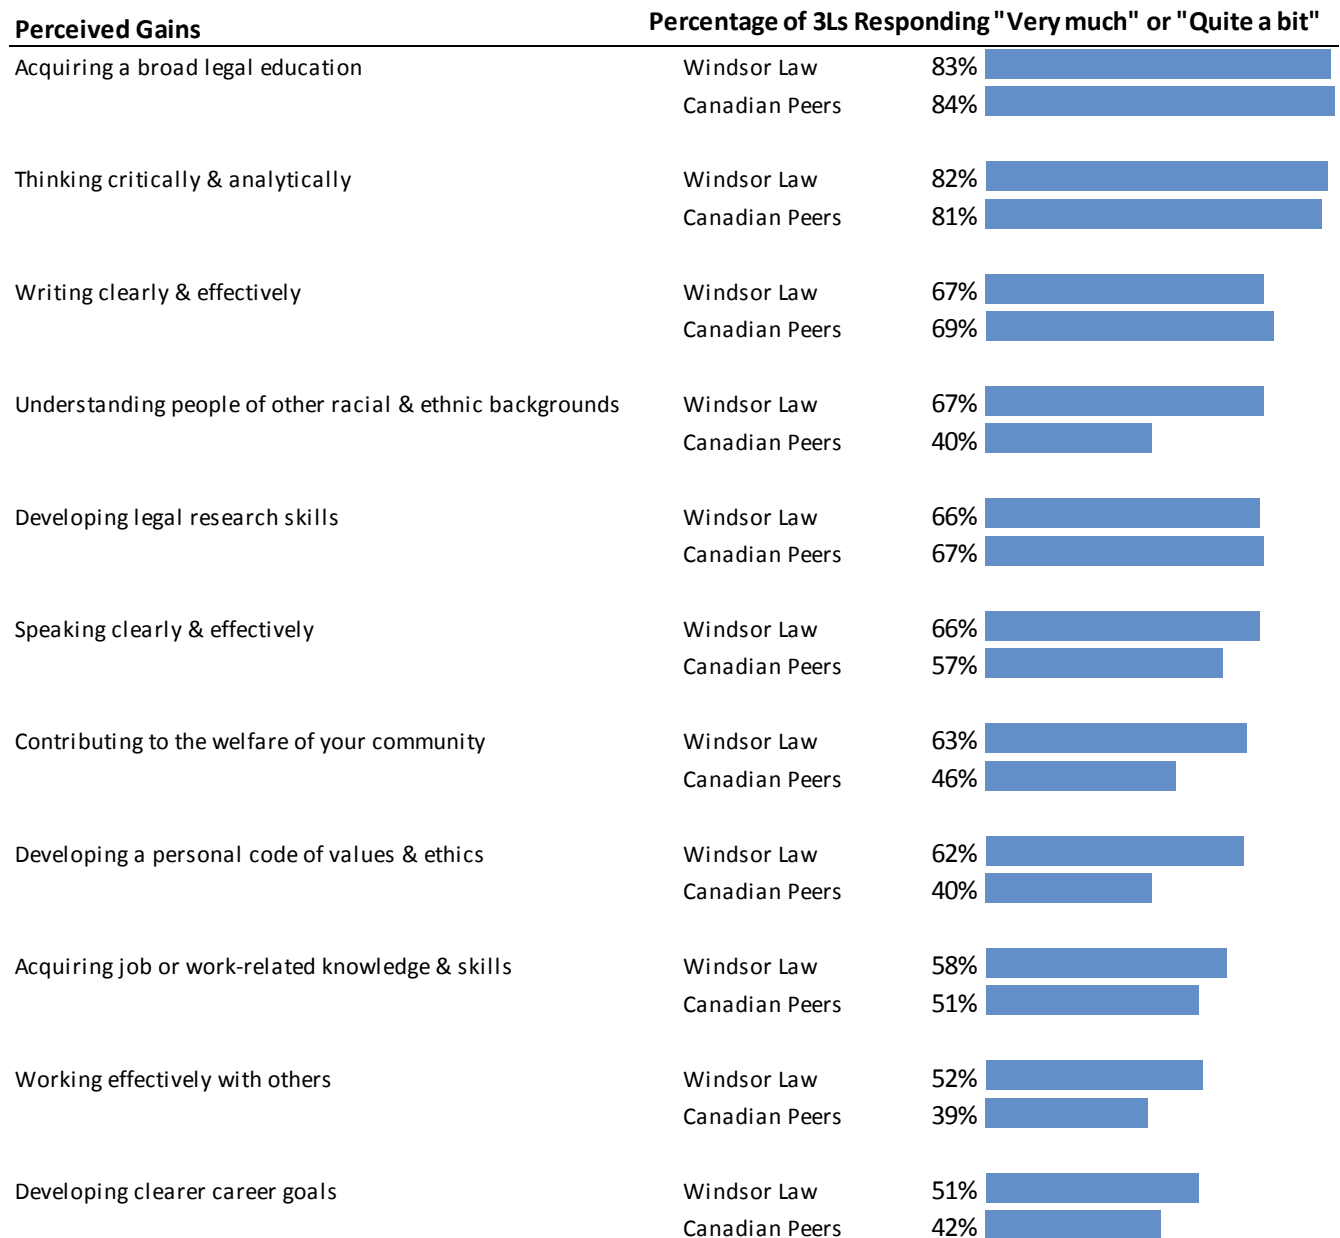 Perceived Gains Percentage of 3Ls Responding "Very much" or "Quite a bit"
Acquiring a broad legal education Windsor Law 83%
Canadian Peers 84%
Thinking critically & analytically Windsor Law 82%
Canadian Peers 81%
Writing clearly & effectively Windsor Law 67%
Canadian Peers 69%
Understanding people of other racial & ethnic backgrounds Windsor Law 67%
Canadian Peers 40%
Developing legal research skills Windsor Law 66%
Canadian Peers 67%
Speaking clearly & effectively Windsor Law 66%
Canadian Peers 57%
Contributing to the welfare of your community Windsor Law 63%
Canadian Peers 46%
Developing a personal code of values & ethics Windsor Law 62%
Canadian Peers 40%
Acquiring job or work-related knowledge & skills Windsor Law 58%
Canadian Peers 51%
Working effectively with others Windsor Law 52%
Canadian Peers 39%
Developing clearer career goals Windsor Law 51%
Canadian Peers 42%